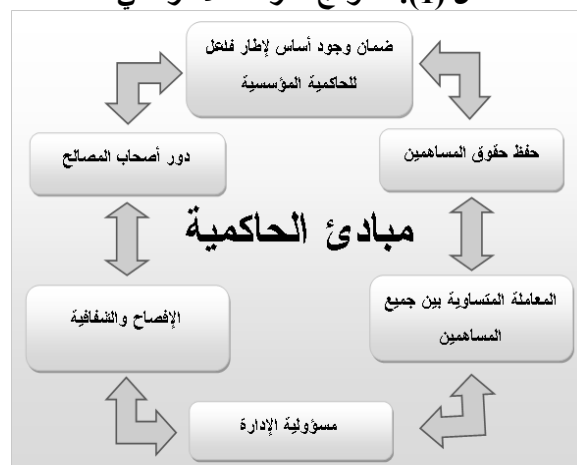 ضمان وجود أساس لإطار فاعل
للحاكمية المؤسسية
حفظ حقوق المساهمين
دور أصحاب المصالح
مبادئ الحاكمية
المعاملة المتساوية بين جميع
المساهمين
الإفصاح والشفافية
مسؤولية الإدارة